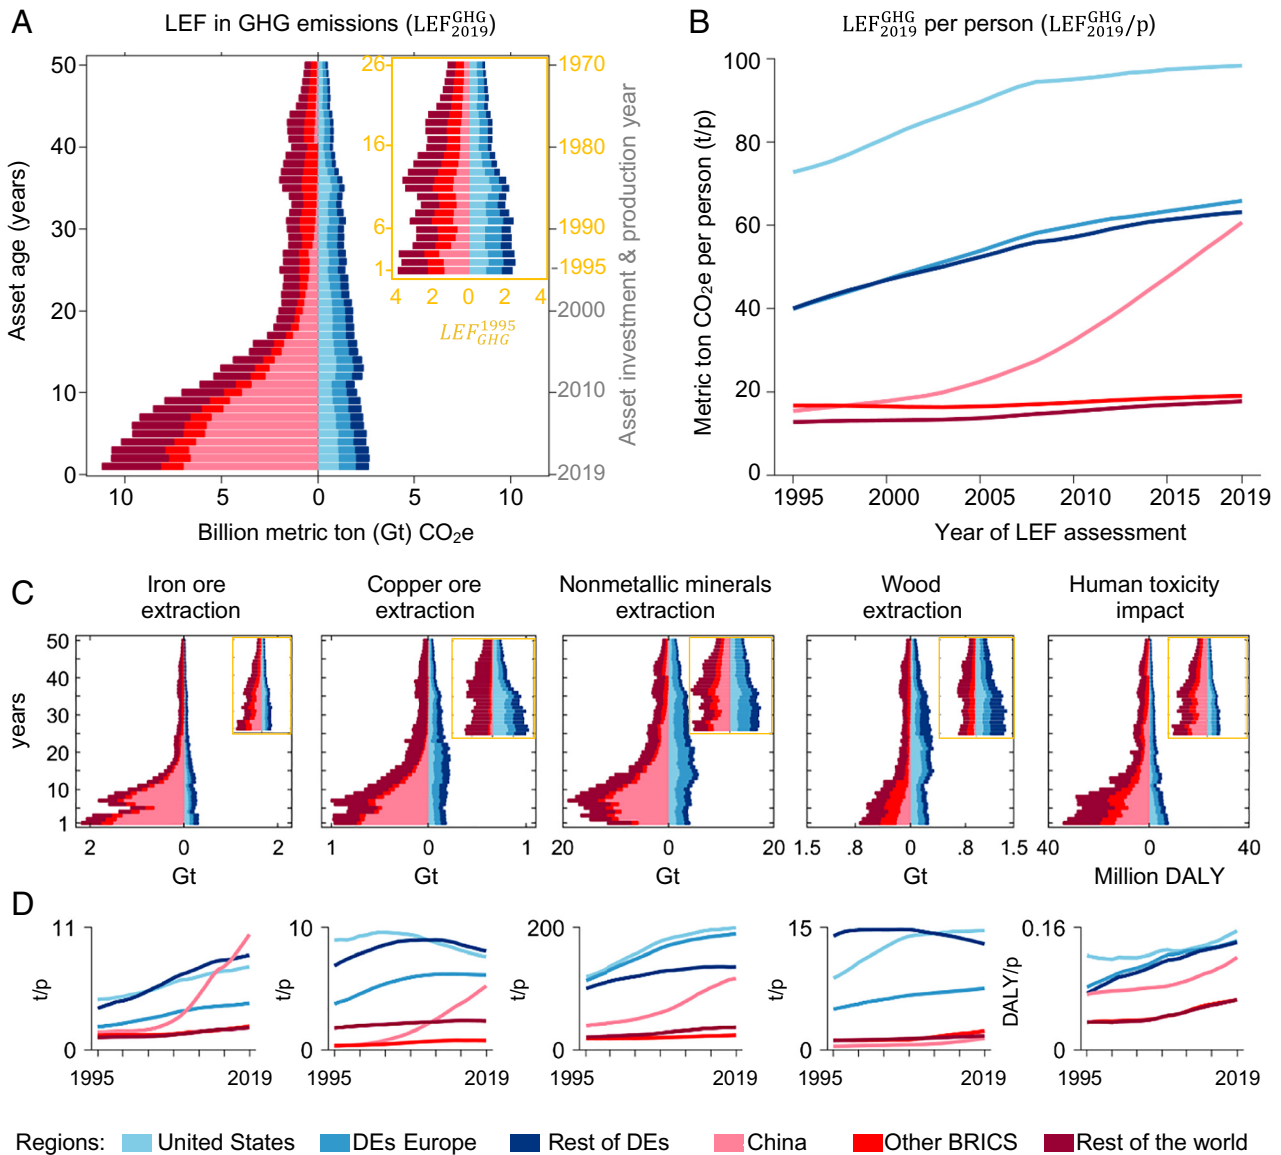 A
LEF in GHG emissions (LEF GHG 2019)
50
40
30
20
10
0
Asset age (years)
10 5 0 5 10
Billion metric ton (Gt) CO2e
26
16
6
1
4 2 0 2 4
LEF 1995 GHG
1970
1980
1990
1995
2000
2010
2019
Asset investment & production year
B
LEF GHG 2019 per person (LEF GHG 2019/p)
100
80
60
40
20
0
Metric ton CO2e per person (t/p)
1995 2000 2005 2010 2015 2019
Year of LEF assessment
C
Iron ore
extraction
Copper ore
extraction
Nonmetallic minerals
extraction
Wood
extraction
Human toxicity
impact
years
50
40
30
20
10
1
2 0 2
Gt
1 0 1
Gt
20 0 20
Gt
1.5 .8 0 .8 1.5
Gt
40 0 40
Million DALY
D
11
t/p
0
1995 2019
10
t/p
0
1995 2019
200
t/p
0
1995 2019
15
t/p
0
1995 2019
0.16
DALY/p
0
1995 2019
Regions: United States DEs Europe Rest of DEs China Other BRICS Rest of the world